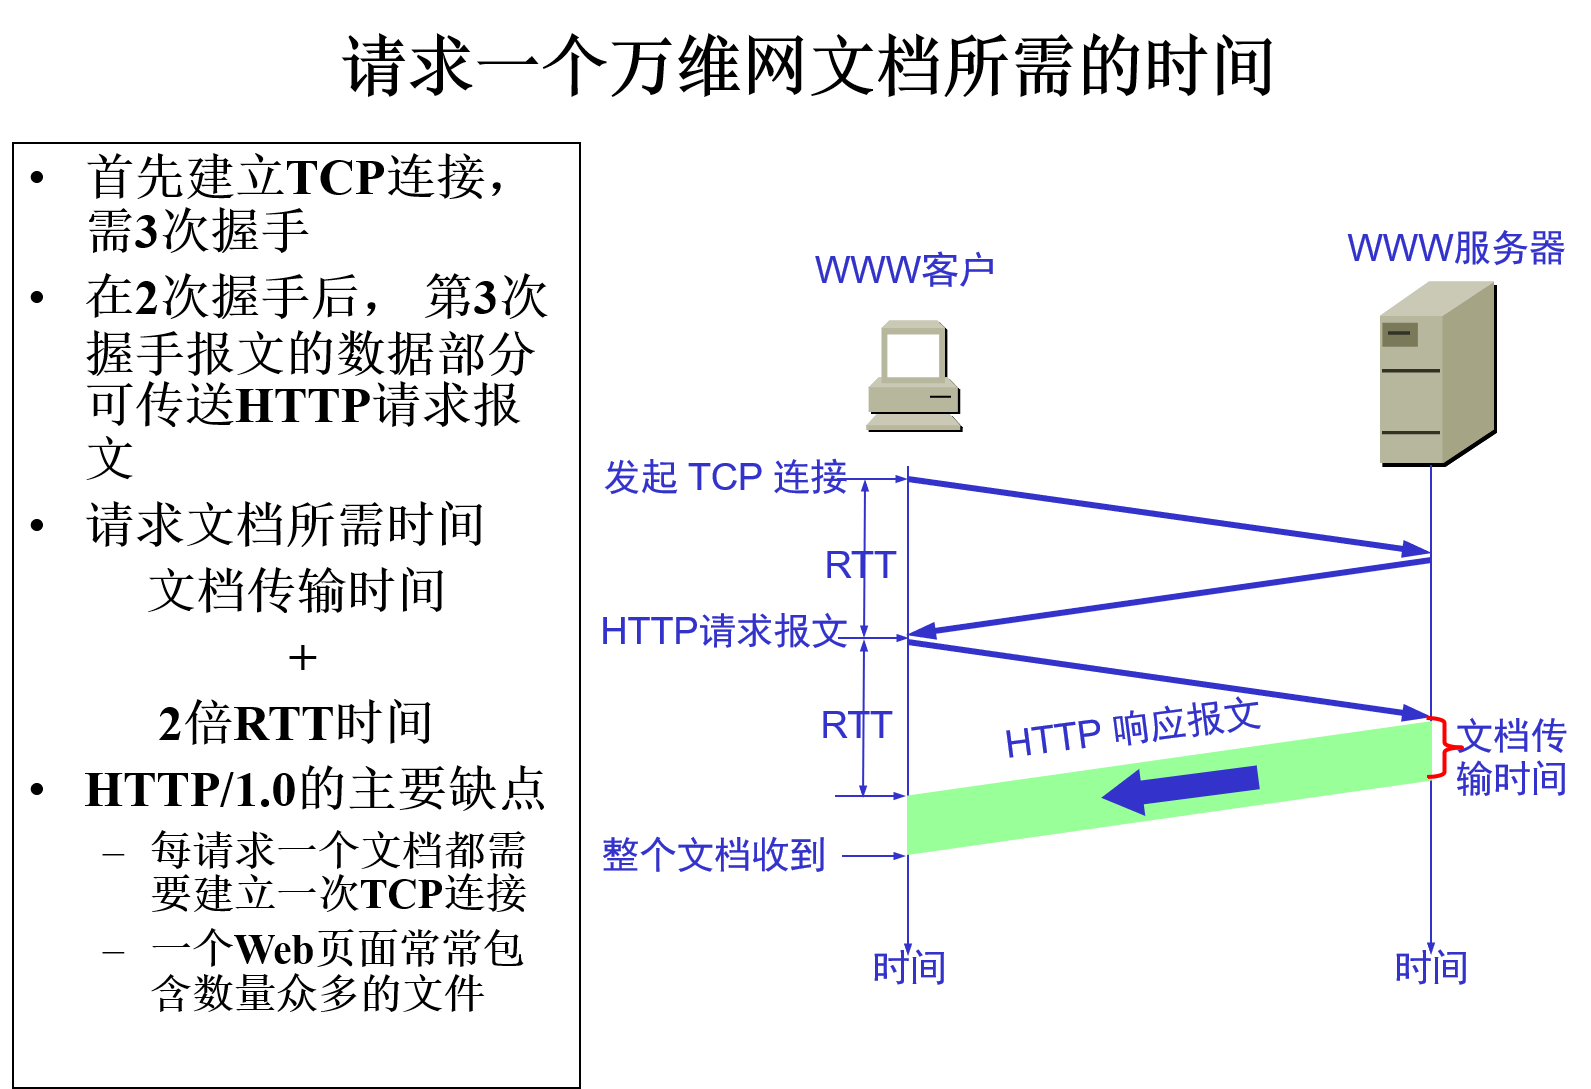 请求一个万维网文档所需的时间
• 首先建立TCP连接，
需3次握手
• 在2次握手后， 第3次
握手报文的数据部分
可传送HTTP请求报
文
• 请求文档所需时间
文档传输时间
+
2倍RTT时间
• HTTP/1.0的主要缺点
– 每请求一个文档都需
要建立一次TCP连接
– 一个Web页面常常包
含数量众多的文件
WWW客户
WWW服务器
发起 TCP 连接
RTT
HTTP请求报文
RTT
HTTP 响应报文
文档传
输时间
整个文档收到
时间
时间